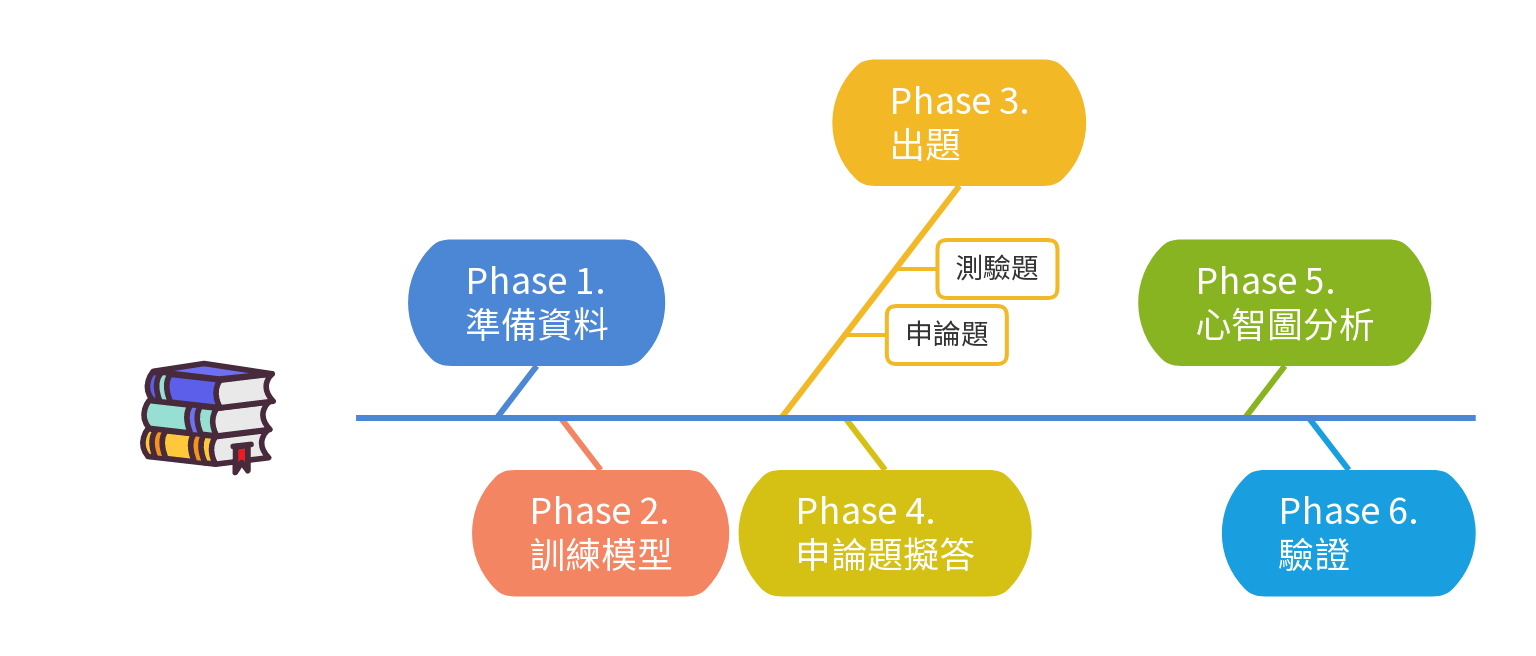 Phase 1.
準備資料
Phase 2.
訓練模型
Phase 3.
出題
測驗題
申論題
Phase 4.
申論題擬答
Phase 5.
心智圖分析
Phase 6.
驗證